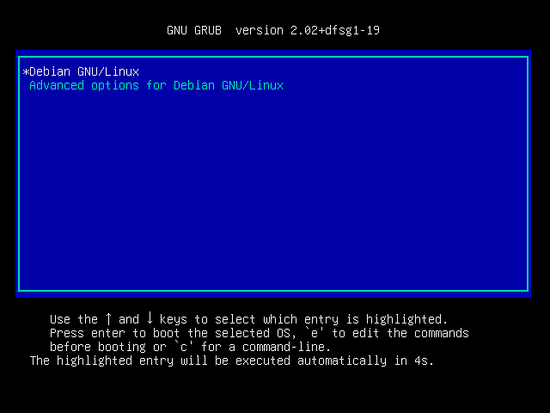 GNU GRUB  version 2.02+dfsg1-19
*Debian GNU/Linux
Advanced options for Debian GNU/Linux
Use the ↑ and ↓ keys to select which entry is highlighted.
Press enter to boot the selected OS, `e' to edit the commands
before booting or `c' for a command-line.
The highlighted entry will be executed automatically in 4s.